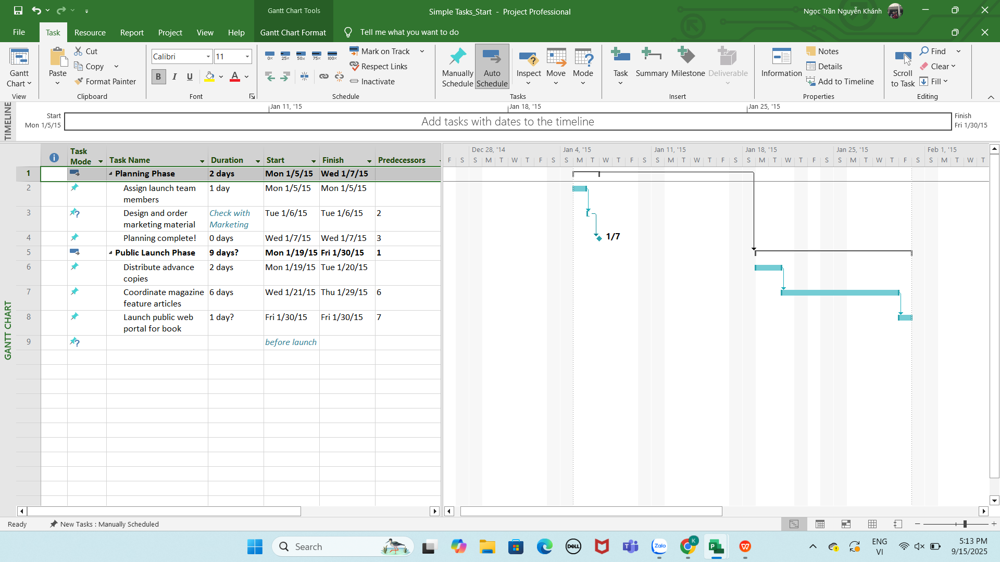 Gantt Chart Tools
Simple Tasks_Start - Project Professional
Ngọc Trần Nguyễn Khánh
File Task Resource Report Project View Help Gantt Chart Format Tell me what you want to do
Gantt Chart
View
Paste
Cut
Copy
Format Painter
Clipboard
Calibri 11
B I U A
Font
0% 25% 50% 75% 100%
Mark on Track
Respect Links
Inactivate
Schedule
Manually Schedule
Auto Schedule
Inspect
Move
Mode
Tasks
Task
Summary
Milestone
Deliverable
Insert
Information
Notes
Details
Add to Timeline
Properties
Scroll to Task
Find
Clear
Fill
Editing
TIMELINE
Jan 11, '15 Jan 18, '15 Jan 25, '15
Start
Mon 1/5/15
Add tasks with dates to the timeline
Finish
Fri 1/30/15
GANTT CHART
Task Mode Task Name Duration Start Finish Predecessors
1 Planning Phase 2 days Mon 1/5/15 Wed 1/7/15
2 Assign launch team members 1 day Mon 1/5/15 Mon 1/5/15
3 Design and order marketing material Check with Marketing Tue 1/6/15 Tue 1/6/15 2
4 Planning complete! 0 days Wed 1/7/15 Wed 1/7/15 3
5 Public Launch Phase 9 days? Mon 1/19/15 Fri 1/30/15 1
6 Distribute advance copies 2 days Mon 1/19/15 Tue 1/20/15
7 Coordinate magazine feature articles 6 days Wed 1/21/15 Thu 1/29/15 6
8 Launch public web portal for book 1 day? Fri 1/30/15 Fri 1/30/15 7
9 before launch
Dec 28, '14 Jan 4, '15 Jan 11, '15 Jan 18, '15 Jan 25, '15 Feb 1, '15
F S S M T W T F S S M T W T F S S M T W T F S S M T W T F S S M T W T F S S M T W T
1/7
Ready New Tasks : Manually Scheduled
Search
DELL
Zalo
K
ENG
VI
5:13 PM
9/15/2025